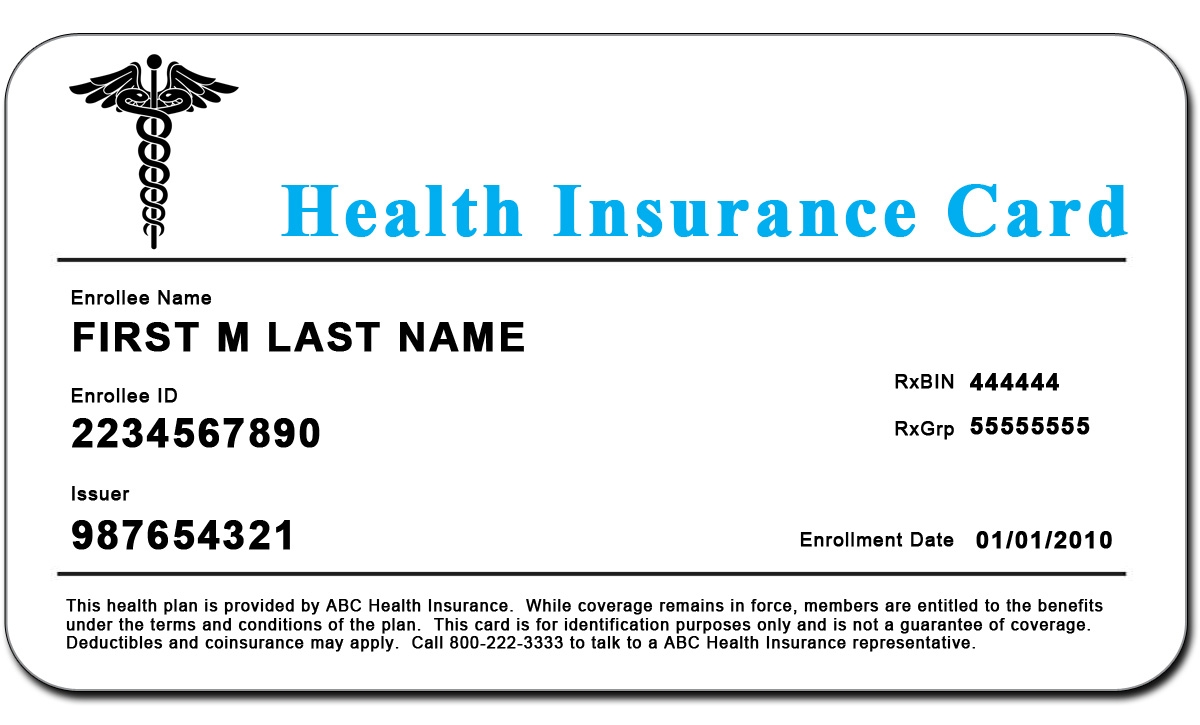 Health Insurance Card
Enrollee Name
FIRST M LAST NAME
Enrollee ID
2234567890
RxBIN 444444
RxGrp 55555555
Issuer
987654321
Enrollment Date 01/01/2010
This health plan is provided by ABC Health Insurance.  While coverage remains in force, members are entitled to the benefits
under the terms and conditions of the plan.  This card is for identification purposes only and is not a guarantee of coverage.
Deductibles and coinsurance may apply.  Call 800-222-3333 to talk to a ABC Health Insurance representative.